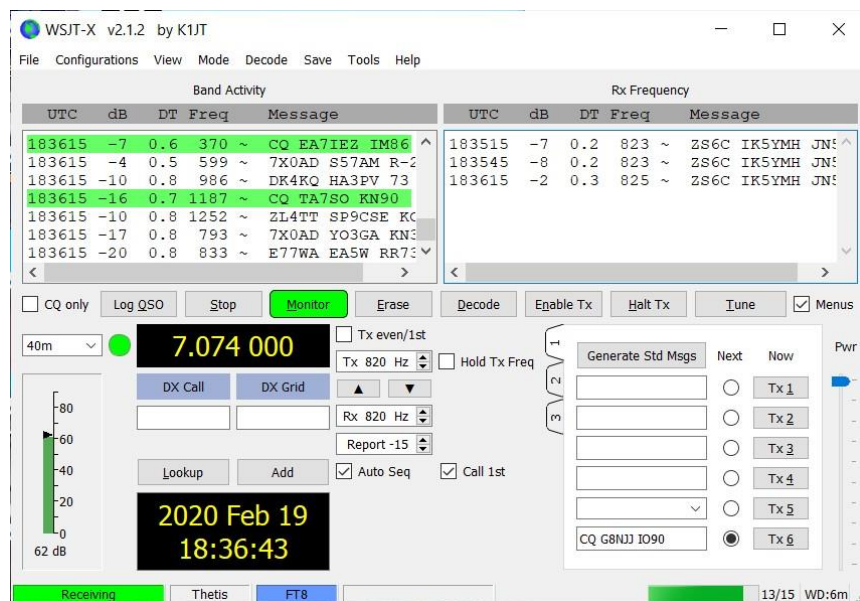 WSJT-X v2.1.2 by K1JT
File Configurations View Mode Decode Save Tools Help
Band Activity
UTC dB DT Freq Message
183615 -7 0.6 370 ~ CQ EA7IEZ IM86
183615 -4 0.5 599 ~ 7X0AD S57AM R-2
183615 -10 0.8 986 ~ DK4KQ HA3PV 73
183615 -16 0.7 1187 ~ CQ TA7SO KN90
183615 -10 0.8 1252 ~ ZL4TT SP9CSE KO
183615 -17 0.8 793 ~ 7X0AD YO3GA KN3
183615 -20 0.8 833 ~ E77WA EA5W RR73
Rx Frequency
UTC dB DT Freq Message
183515 -7 0.2 823 ~ ZS6C IK5YMH JN5
183545 -8 0.2 823 ~ ZS6C IK5YMH JN5
183615 -2 0.3 825 ~ ZS6C IK5YMH JN5
CQ only Log QSO Stop Monitor Erase Decode Enable Tx Halt Tx Tune Menus
40m
7.074 000
DX Call DX Grid
Lookup Add
2020 Feb 19
18:36:43
-80
-60
-40
-20
-0
62 dB
Tx even/1st
Tx 820 Hz
Hold Tx Freq
▲ ▼
Rx 820 Hz
Report -15
Auto Seq Call 1st
1
2
3
Generate Std Msgs Next Now
Tx 1
Tx 2
Tx 3
Tx 4
Tx 5
CQ G8NJJ IO90 Tx 6
Pwr
Receiving Thetis FT8 13/15 WD:6m